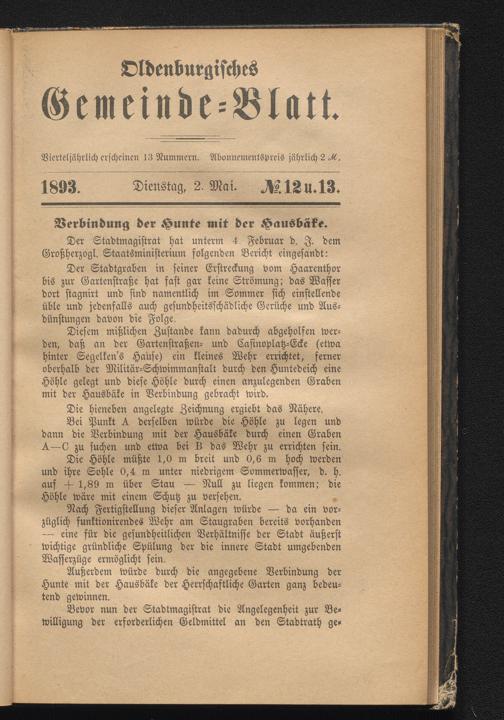 Oldenburgisches
Gemeinde=Blatt.
Vierteljährlich erscheinen 13 Nummern. Abonnementspreis jährlich 2 ℳ.
1893. Dienstag, 2. Mai. № 12 u. 13.
Verbindung der Hunte mit der Hausbäke.
Der Stadtmagistrat hat unterm 4 Februar d. J. dem
Großherzogl. Staatsministerium folgenden Bericht eingesandt:
Der Stadtgraben in seiner Erstreckung vom Haarenthor
bis zur Gartenstraße hat fast gar keine Strömung; das Wasser
dort stagnirt und sind namentlich im Sommer sich einstellende
üble und jedenfalls auch gesundheitsschädliche Gerüche und Aus-
dünstungen davon die Folge.
Diesem mißlichen Zustande kann dadurch abgeholfen wer-
den, daß an der Gartenstraßen- und Casinoplatz-Ecke (etwa
hinter Segelken's Hause) ein kleines Wehr errichtet, ferner
oberhalb der Militär-Schwimmanstalt durch den Huntedeich eine
Höhle gelegt und diese Höhle durch einen anzulegenden Graben
mit der Hausbäke in Verbindung gebracht wird.
Die hieneben angelegte Zeichnung ergiebt das Nähere.
Bei Punkt A derselben würde die Höhle zu legen und
dann die Verbindung mit der Hausbäke durch einen Graben
A—C zu suchen und etwa bei B das Wehr zu errichten sein.
Die Höhle müßte 1,0 m breit und 0,6 m hoch werden
und ihre Sohle 0,4 m unter niedrigem Sommerwasser, d. h.
auf + 1,89 m über Stau — Null zu liegen kommen; die
Höhle wäre mit einem Schutz zu versehen.
Nach Fertigstellung dieser Anlagen würde — da ein vor-
züglich funktionirendes Wehr am Staugraben bereits vorhanden
— eine für die gesundheitlichen Verhältnisse der Stadt äußerst
wichtige gründliche Spülung der die innere Stadt umgebenden
Wasserzüge ermöglicht sein.
Außerdem würde durch die angegebene Verbindung der
Hunte mit der Hausbäke der Herrschaftliche Garten ganz bedeu-
tend gewinnen.
Bevor nun der Stadtmagistrat die Angelegenheit zur Be-
willigung der erforderlichen Geldmittel an den Stadtrath ge-